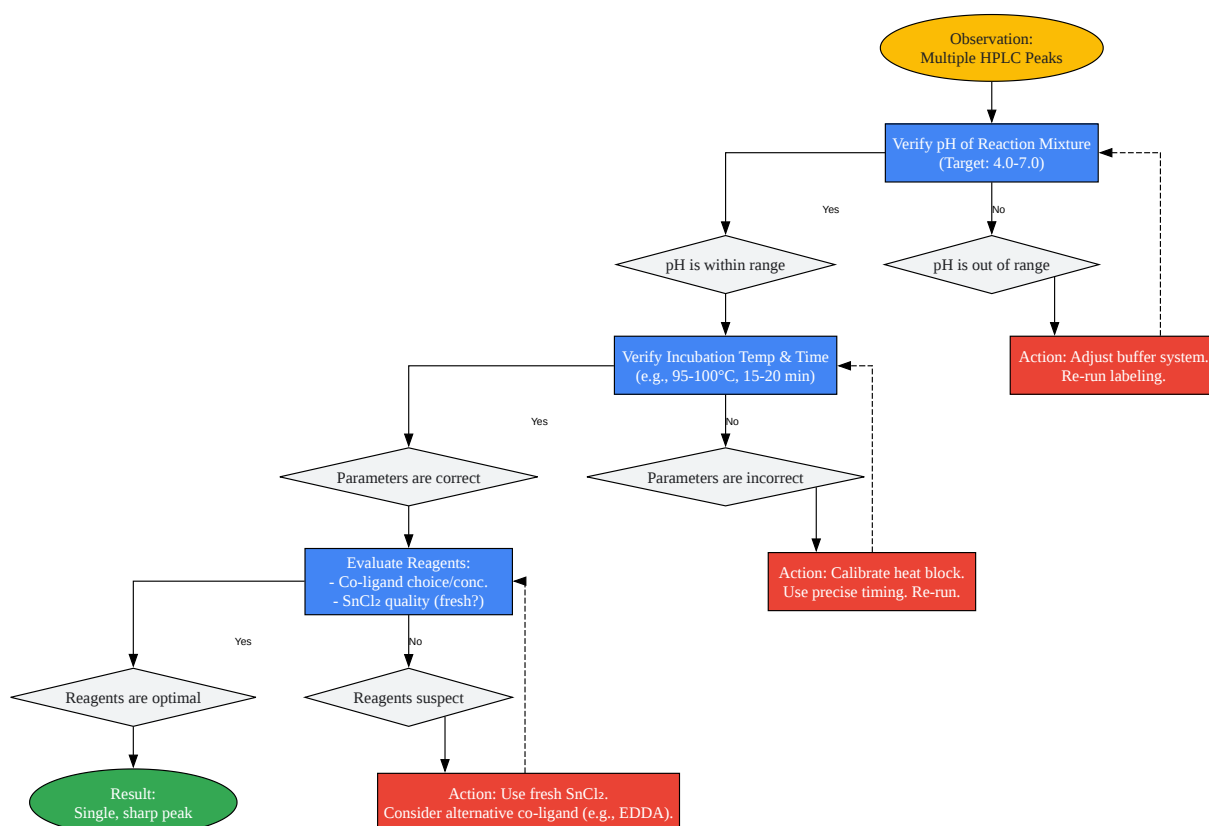 Observation:
Multiple HPLC Peaks
Verify pH of Reaction Mixture
(Target: 4.0-7.0)
Yes
No
pH is within range
pH is out of range
Verify Incubation Temp & Time
(e.g., 95-100°C, 15-20 min)
Action: Adjust buffer system.
Re-run labeling.
Yes
No
Parameters are correct
Parameters are incorrect
Evaluate Reagents:
- Co-ligand choice/conc.
- SnCl₂ quality (fresh?)
Action: Calibrate heat block.
Use precise timing. Re-run.
Yes
No
Reagents are optimal
Reagents suspect
Result:
Single, sharp peak
Action: Use fresh SnCl₂.
Consider alternative co-ligand (e.g., EDDA).